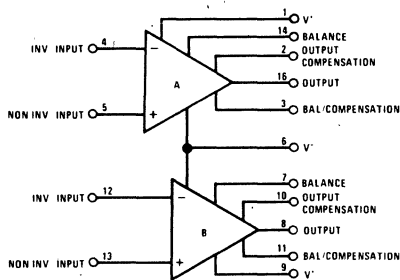 1 V⁺
14 BALANCE
INV INPUT 4 −
2 OUTPUT
COMPENSATION
A
16 OUTPUT
NON INV INPUT 5 +
3 BAL/COMPENSATION
6 V⁻
7 BALANCE
INV INPUT 12 −
10 OUTPUT
COMPENSATION
B
8 OUTPUT
NON INV INPUT 13 +
11 BAL/COMPENSATION
9 V⁺